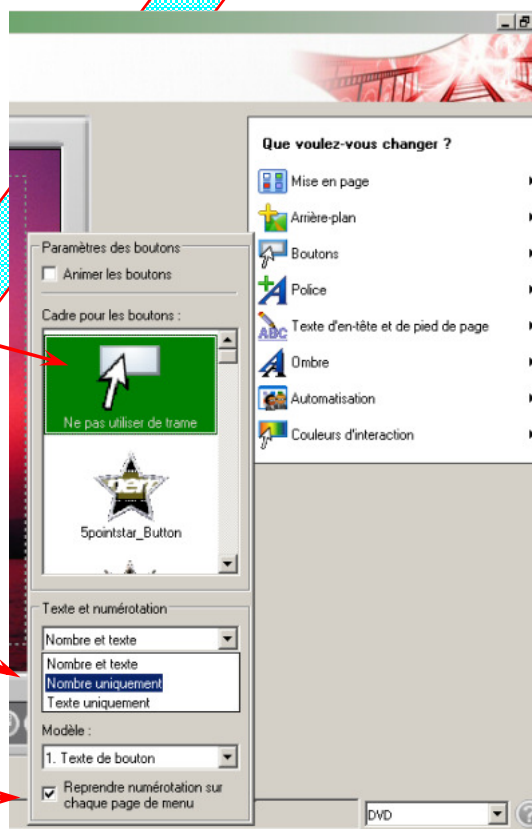 Que voulez-vous changer ?
Mise en page
Arrière-plan
Boutons
Police
Texte d'en-tête et de pied de page
ABC
Ombre
Automatisation
Couleurs d'interaction
Paramètres des boutons
Animer les boutons
Cadre pour les boutons :
Ne pas utiliser de trame
5pointstar_Button
Texte et numérotation
Nombre et texte
Nombre et texte
Nombre uniquement
Texte uniquement
Modèle :
1. Texte de bouton
Reprendre numérotation sur
chaque page de menu
DVD
?